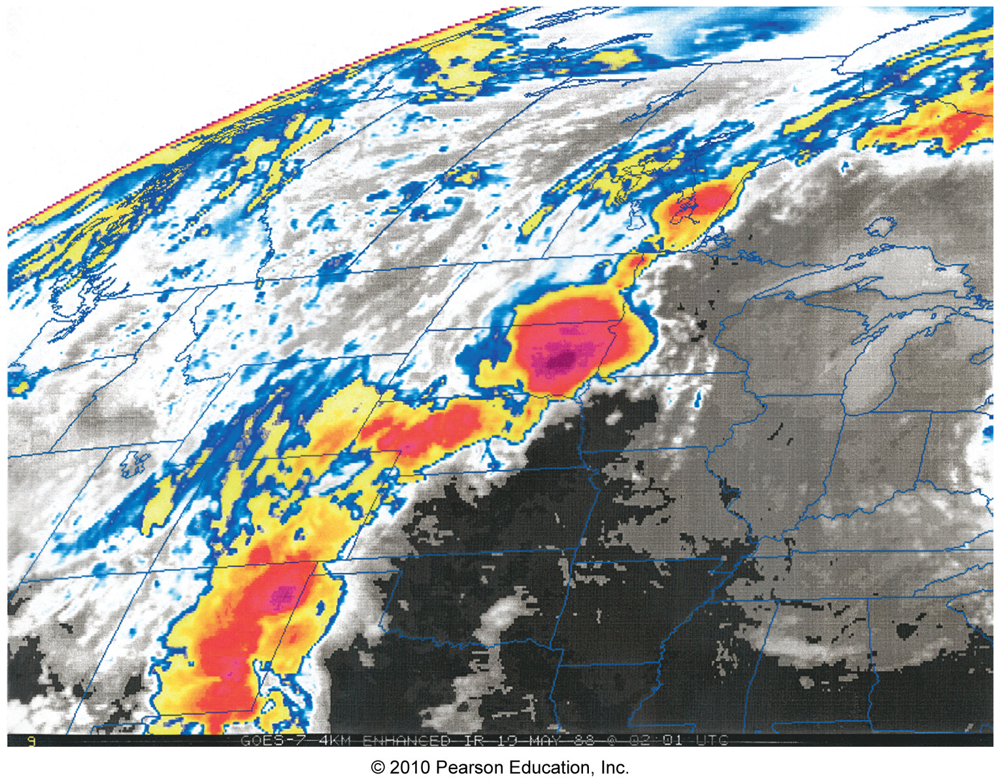 9 GOES-7 4KM ENHANCED IR 19 MAY 88 @ 02:01 UTC
© 2010 Pearson Education, Inc.